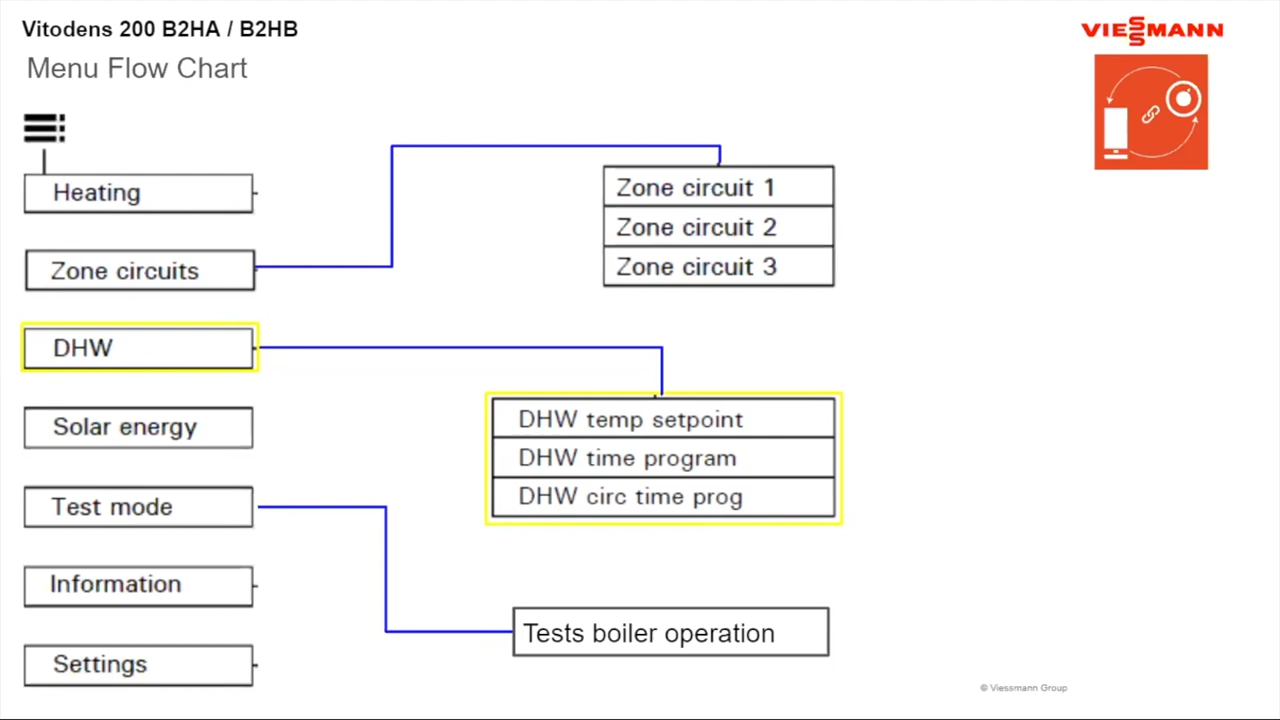 Vitodens 200 B2HA / B2HB
VIESSMANN
Menu Flow Chart
Heating
Zone circuits
DHW
Solar energy
Test mode
Information
Settings
Zone circuit 1
Zone circuit 2
Zone circuit 3
DHW temp setpoint
DHW time program
DHW circ time prog
Tests boiler operation
© Viessmann Group